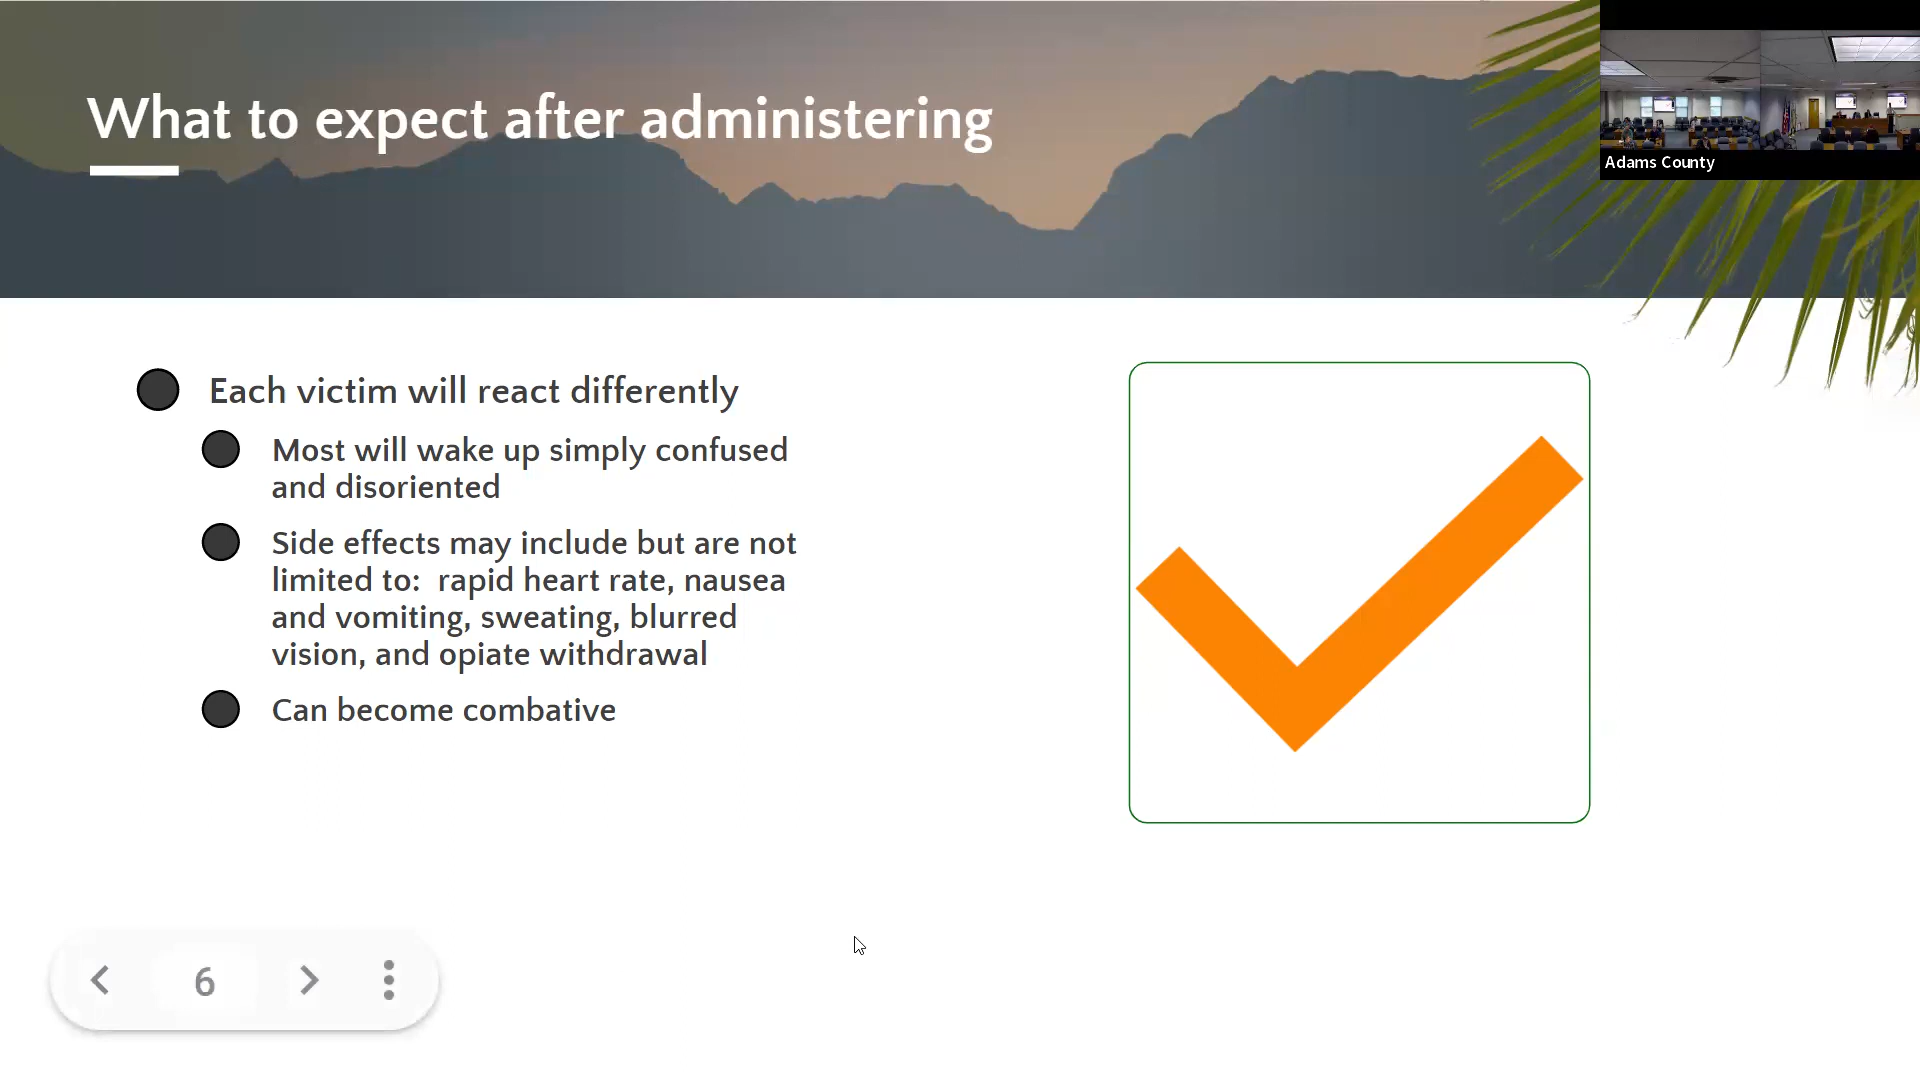 What to expect after administering
Adams County
Each victim will react differently
Most will wake up simply confused
and disoriented
Side effects may include but are not
limited to:  rapid heart rate, nausea
and vomiting, sweating, blurred
vision, and opiate withdrawal
Can become combative
6